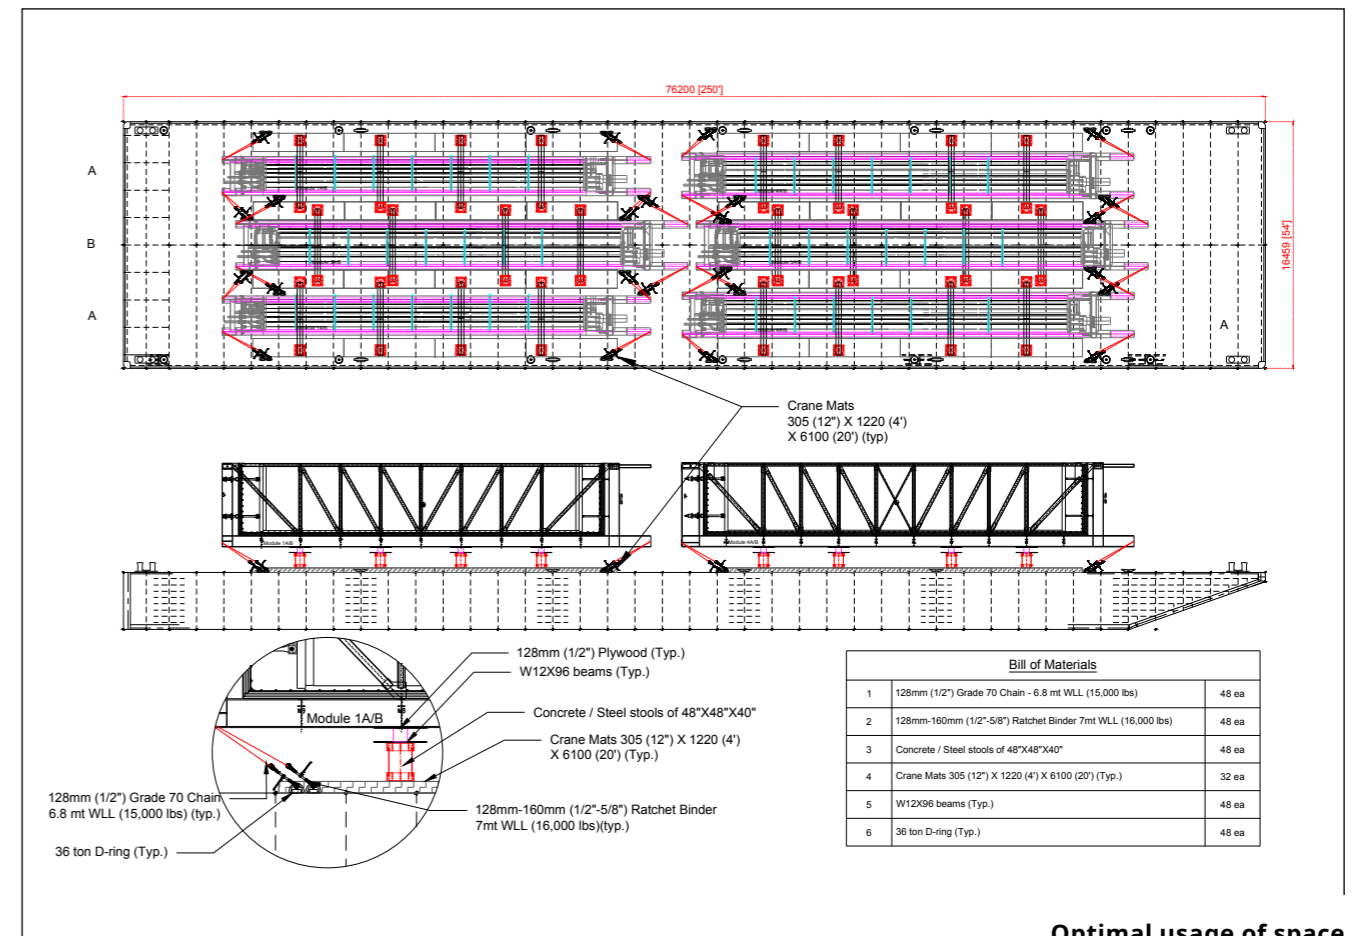 76200 [250']
A
B
A
A
16459 [54']
Crane Mats
305 (12") X 1220 (4')
X 6100 (20') (typ)
Module 1A/B
Module 4A/B
128mm (1/2") Plywood (Typ.)
W12X96 beams (Typ.)
Concrete / Steel stools of 48"X48"X40"
Module 1A/B
Crane Mats 305 (12") X 1220 (4')
X 6100 (20') (Typ.)
128mm (1/2") Grade 70 Chain
6.8 mt WLL (15,000 lbs) (typ.)
128mm-160mm (1/2"-5/8") Ratchet Binder
7mt WLL (16,000 lbs)(typ.)
36 ton D-ring (Typ.)
Bill of Materials
1 128mm (1/2") Grade 70 Chain - 6.8 mt WLL (15,000 lbs) 48 ea
2 128mm-160mm (1/2"-5/8") Ratchet Binder 7mt WLL (16,000 lbs) 48 ea
3 Concrete / Steel stools of 48"X48"X40" 48 ea
4 Crane Mats 305 (12") X 1220 (4') X 6100 (20') (Typ.) 32 ea
5 W12X96 beams (Typ.) 48 ea
6 36 ton D-ring (Typ.) 48 ea
Optimal usage of space